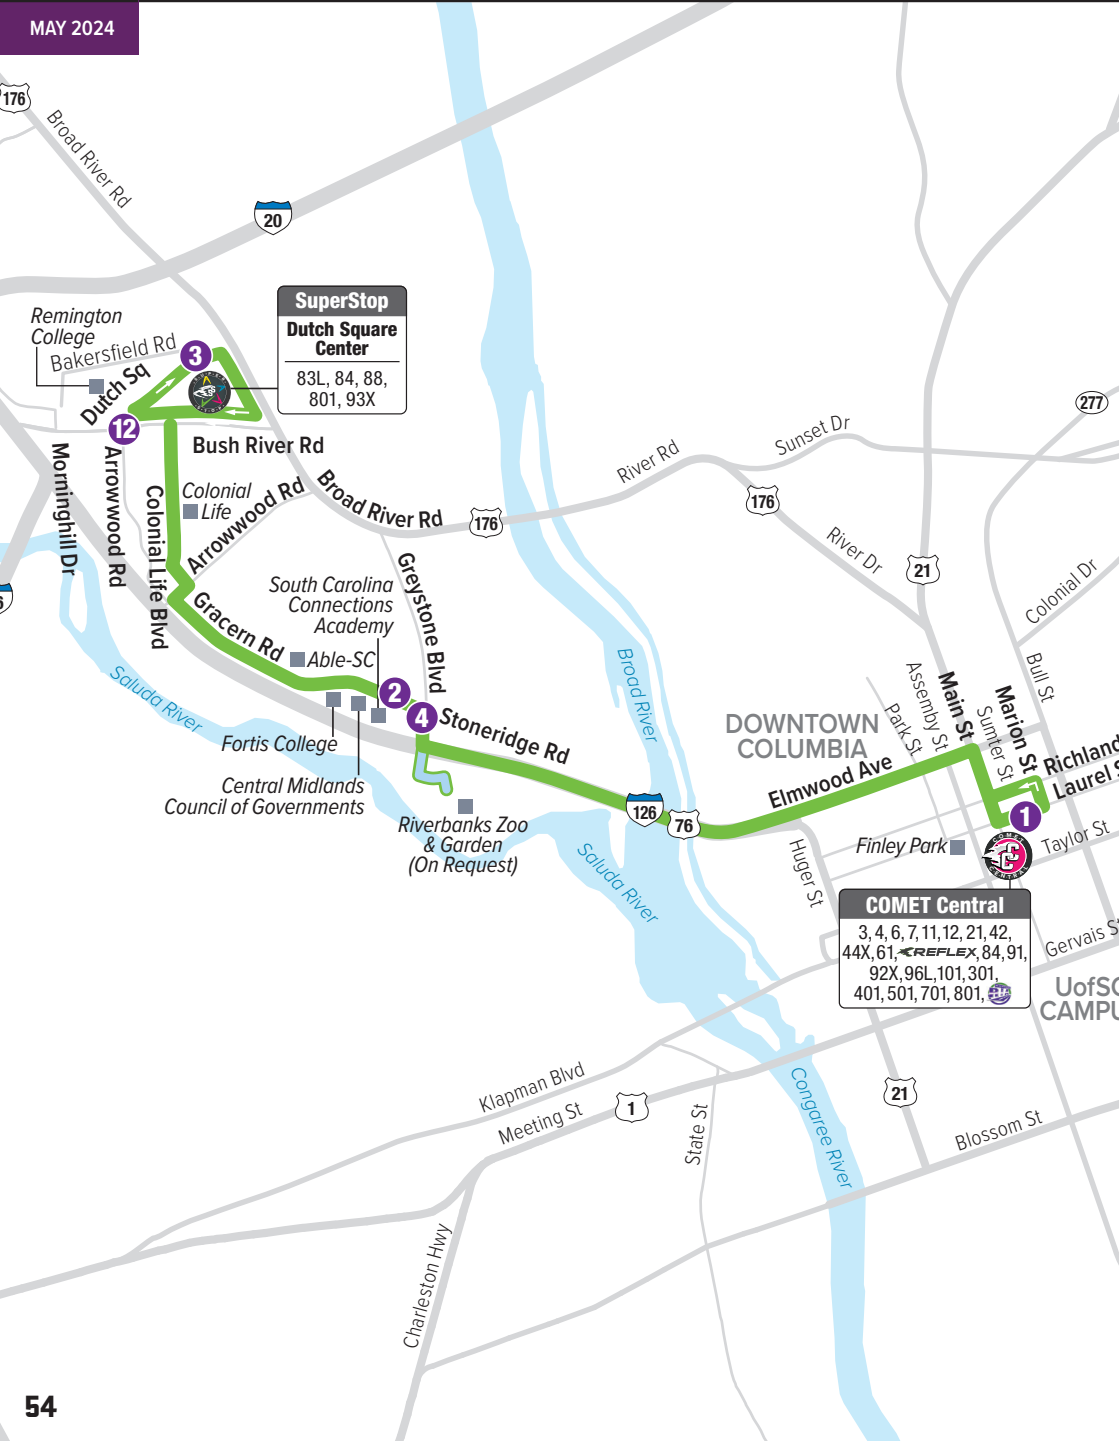 MAY 2024
176
Broad River Rd
20
Remington
College
Bakersfield Rd
Dutch Sq
3
12
SuperStop
Dutch Square
Center
83L, 84, 88,
801, 93X
Bush River Rd
Morninghill Dr
Arrowwood Rd
Colonial Life Blvd
Colonial
Life
Arrowwood Rd
Broad River Rd
176
River Rd
Sunset Dr
277
176
River Dr
21
Colonial Dr
Greystone Blvd
South Carolina
Connections
Academy
Gracern Rd
Able-SC
2
4
Stoneridge Rd
Saluda River
Fortis College
Central Midlands
Council of Governments
Riverbanks Zoo
& Garden
(On Request)
Broad River
126
76
Saluda River
DOWNTOWN
COLUMBIA
Elmwood Ave
Park St
Assemby St
Main St
Sumter St
Marion St
Bull St
Richland
Laurel S
1
Taylor St
Finley Park
COMET
CENTRAL
Huger St
COMET Central
3, 4, 6, 7, 11, 12, 21, 42,
44X, 61, REFLEX, 84, 91,
92X, 96L, 101, 301,
401, 501, 701, 801,
Gervais S
UofSC
CAMPU
Klapman Blvd
Meeting St
1
State St
Congaree River
21
Blossom St
Charleston Hwy
54